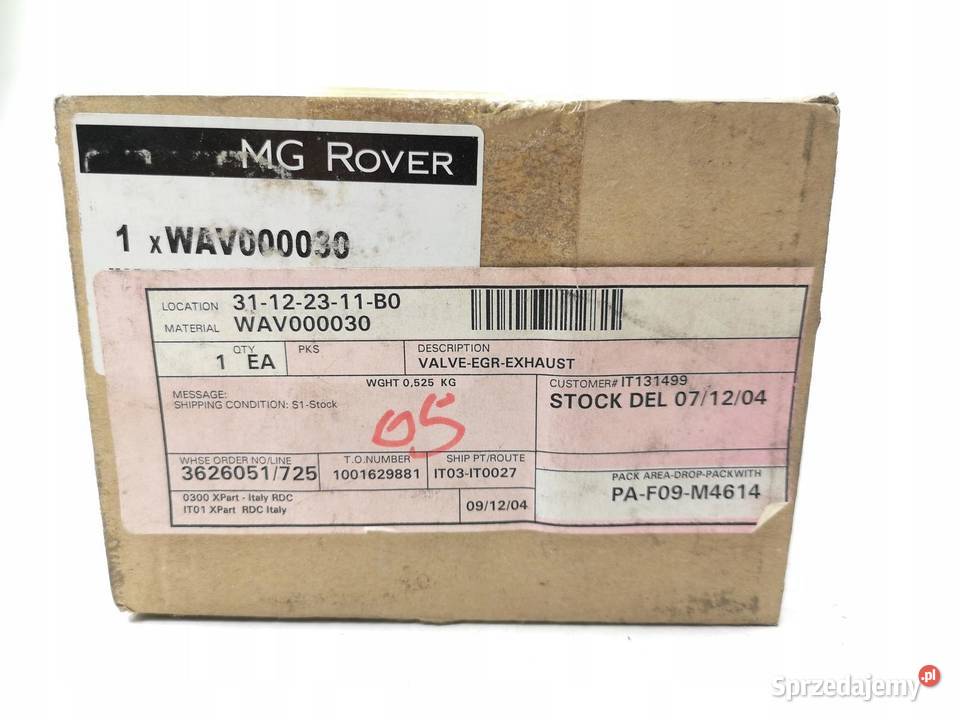 MG ROVER
1 x WAV000030
LOCATION 31-12-23-11-B0
MATERIAL WAV000030
QTY 1 EA
PKS
DESCRIPTION
VALVE-EGR-EXHAUST
WGHT 0,525 KG
MESSAGE:
SHIPPING CONDITION: S1-Stock
05
CUSTOMER# IT131499
STOCK DEL 07/12/04
WHSE ORDER NO/LINE
3626051/725
T.O.NUMBER
1001629881
SHIP PT/ROUTE
IT03-IT0027
PACK AREA-DROP-PACKWITH
PA-F09-M4614
0300 XPart - Italy RDC
IT01 XPart RDC Italy
09/12/04
Sprzedajemy.pl